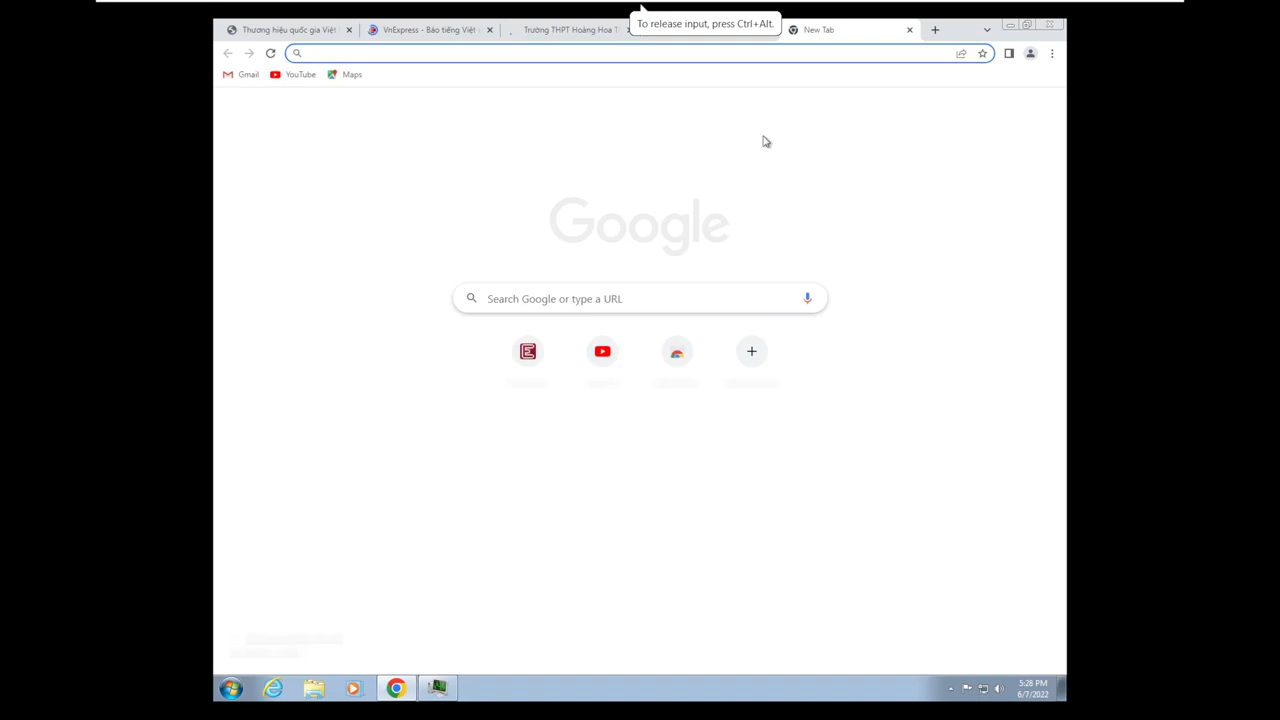 To release input, press Ctrl+Alt.
Thương hiệu quốc gia Việt
VnExpress - Báo tiếng Việt
Trường THPT Hoàng Hoa T
New Tab
Gmail
YouTube
Maps
Google
Search Google or type a URL
5:28 PM
6/7/2022